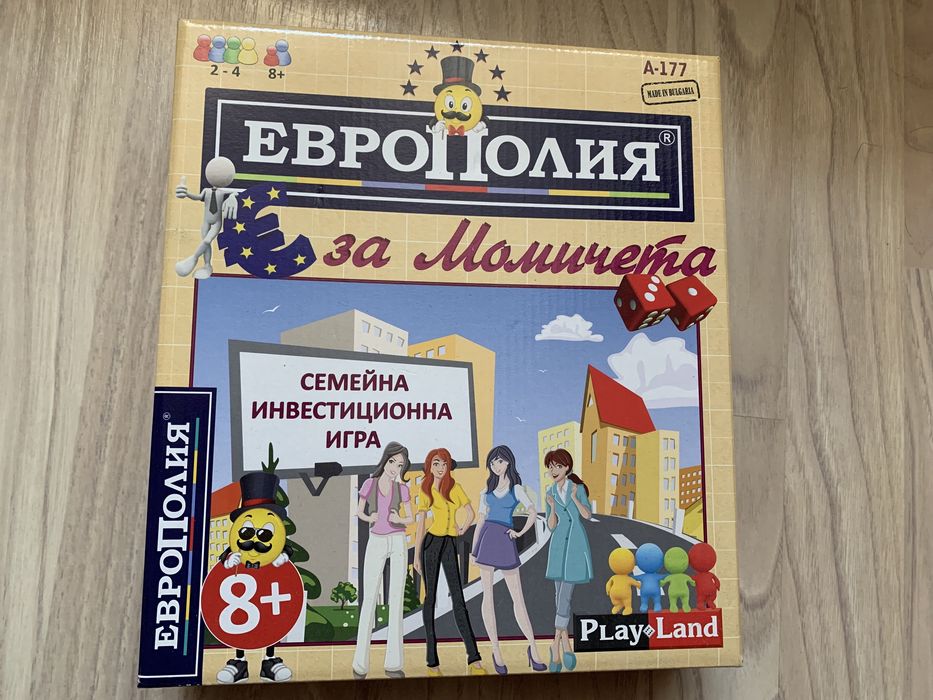 2 - 4 8+
A-177
MADE IN BULGARIA
ЕВРОПОЛИЯ®
за Момичета
СЕМЕЙНА
ИНВЕСТИЦИОННА
ИГРА
ЕВРОПОЛИЯ®
8+
PLAY LAND